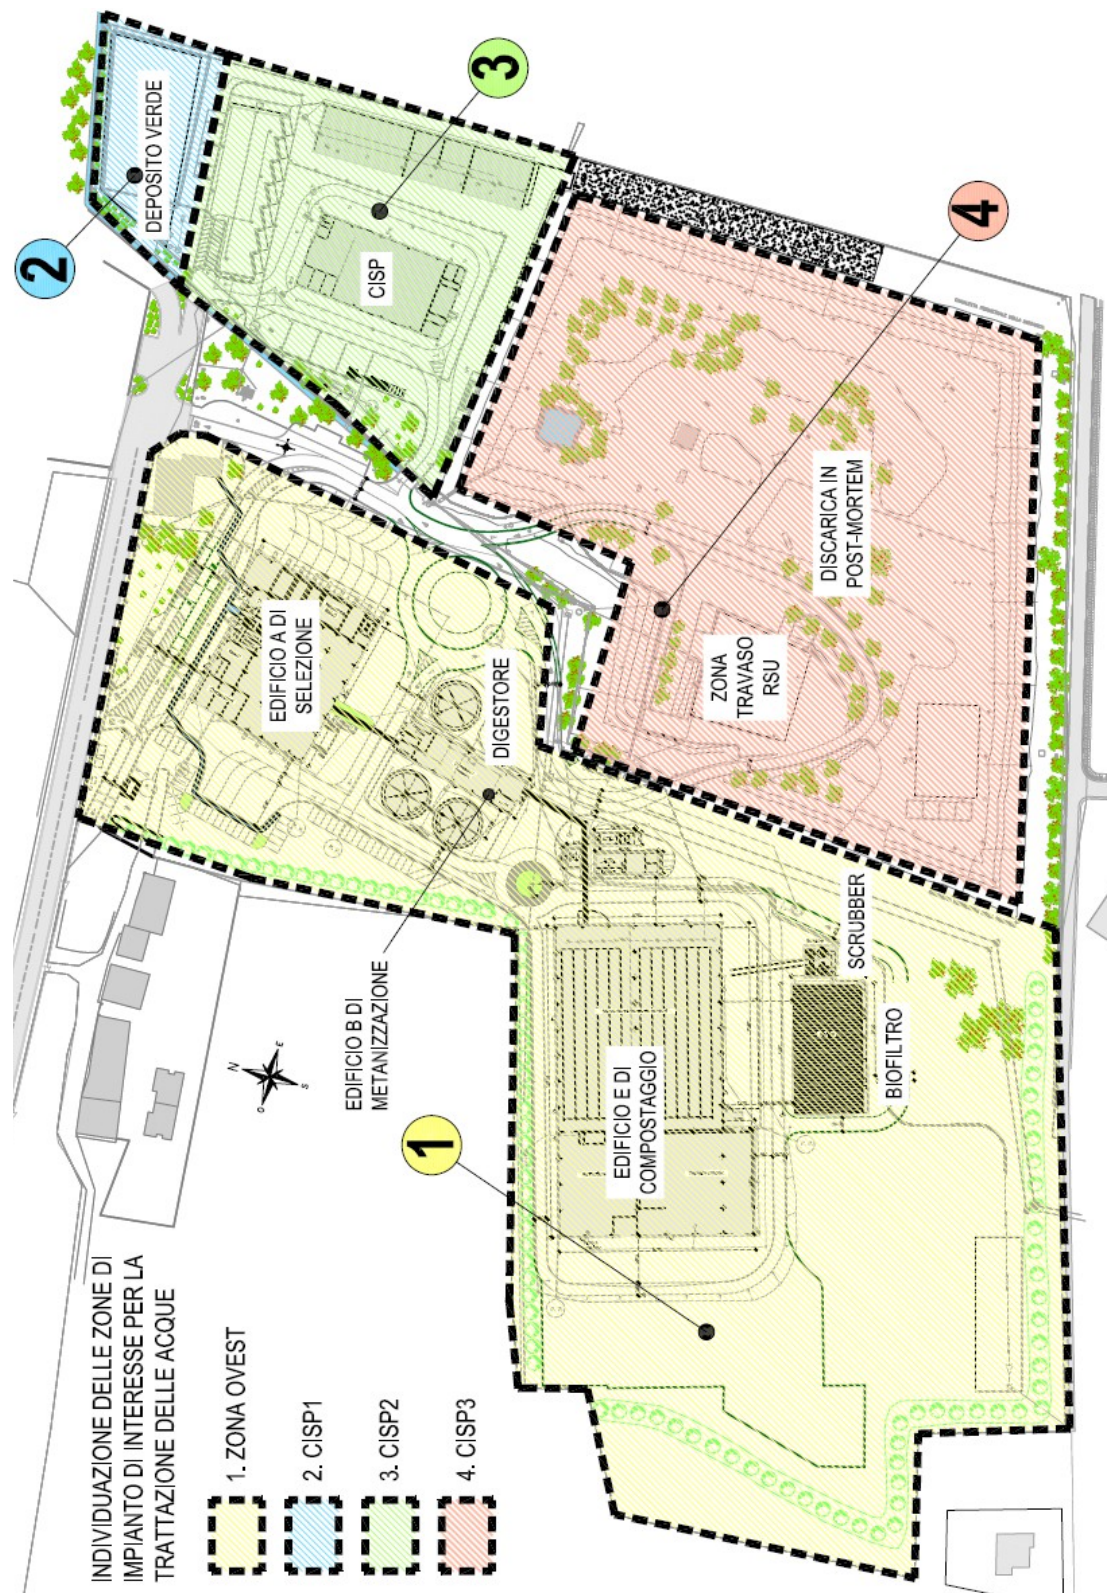 INDIVIDUAZIONE DELLE ZONE DI
IMPIANTO DI INTERESSE PER LA
TRATTAZIONE DELLE ACQUE
1. ZONA OVEST
2. CISP1
3. CISP2
4. CISP3
1
2
3
4
N
E
S
O
EDIFICIO B DI
METANIZZAZIONE
EDIFICIO A DI
SELEZIONE
DIGESTORE
DEPOSITO VERDE
CISP
EDIFICIO E DI
COMPOSTAGGIO
BIOFILTRO
SCRUBBER
ZONA
TRAVASO
RSU
DISCARICA IN
POST-MORTEM